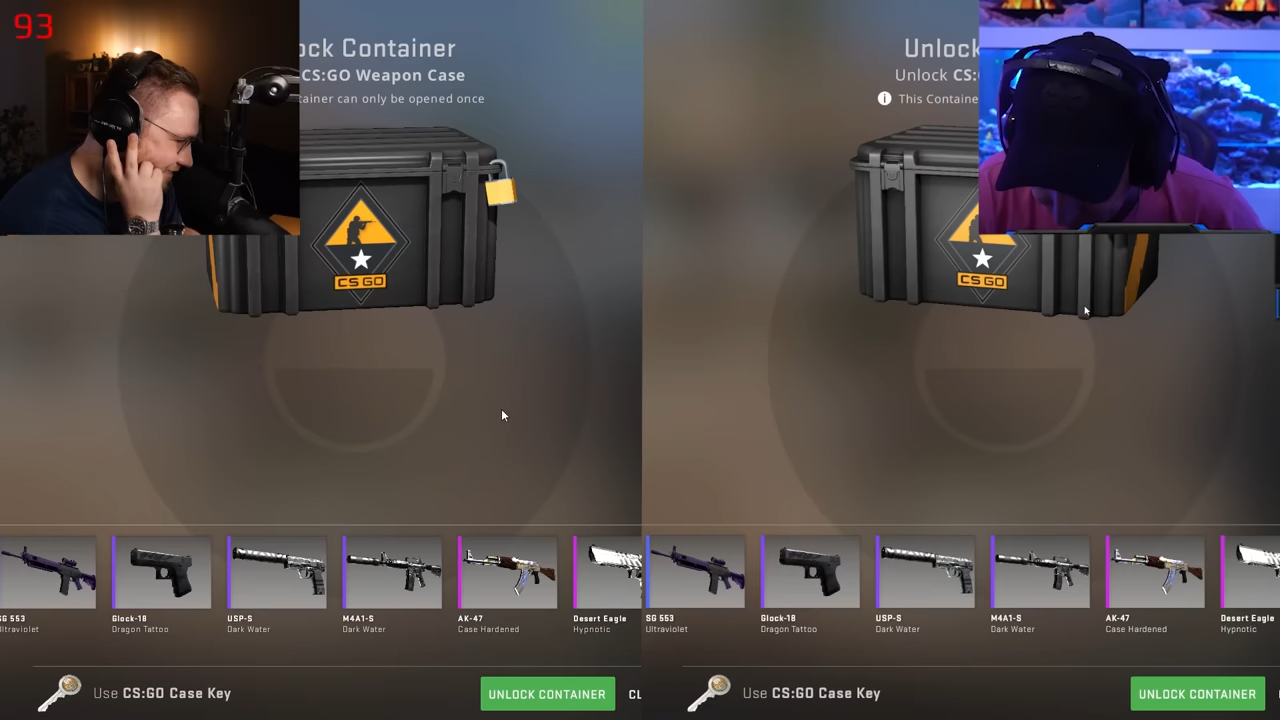 93
ock Container
CS:GO Weapon Case
tainer can only be opened once
CS GO
SG 553
Ultraviolet
Glock-18
Dragon Tattoo
USP-S
Dark Water
M4A1-S
Dark Water
AK-47
Case Hardened
Desert Eagle
Hypnotic
Use CS:GO Case Key
UNLOCK CONTAINER
CL
Unlock
Unlock CS:
This Containe
CS GO
SG 553
Ultraviolet
Glock-18
Dragon Tattoo
USP-S
Dark Water
M4A1-S
Dark Water
AK-47
Case Hardened
Desert Eagle
Hypnotic
Use CS:GO Case Key
UNLOCK CONTAINER